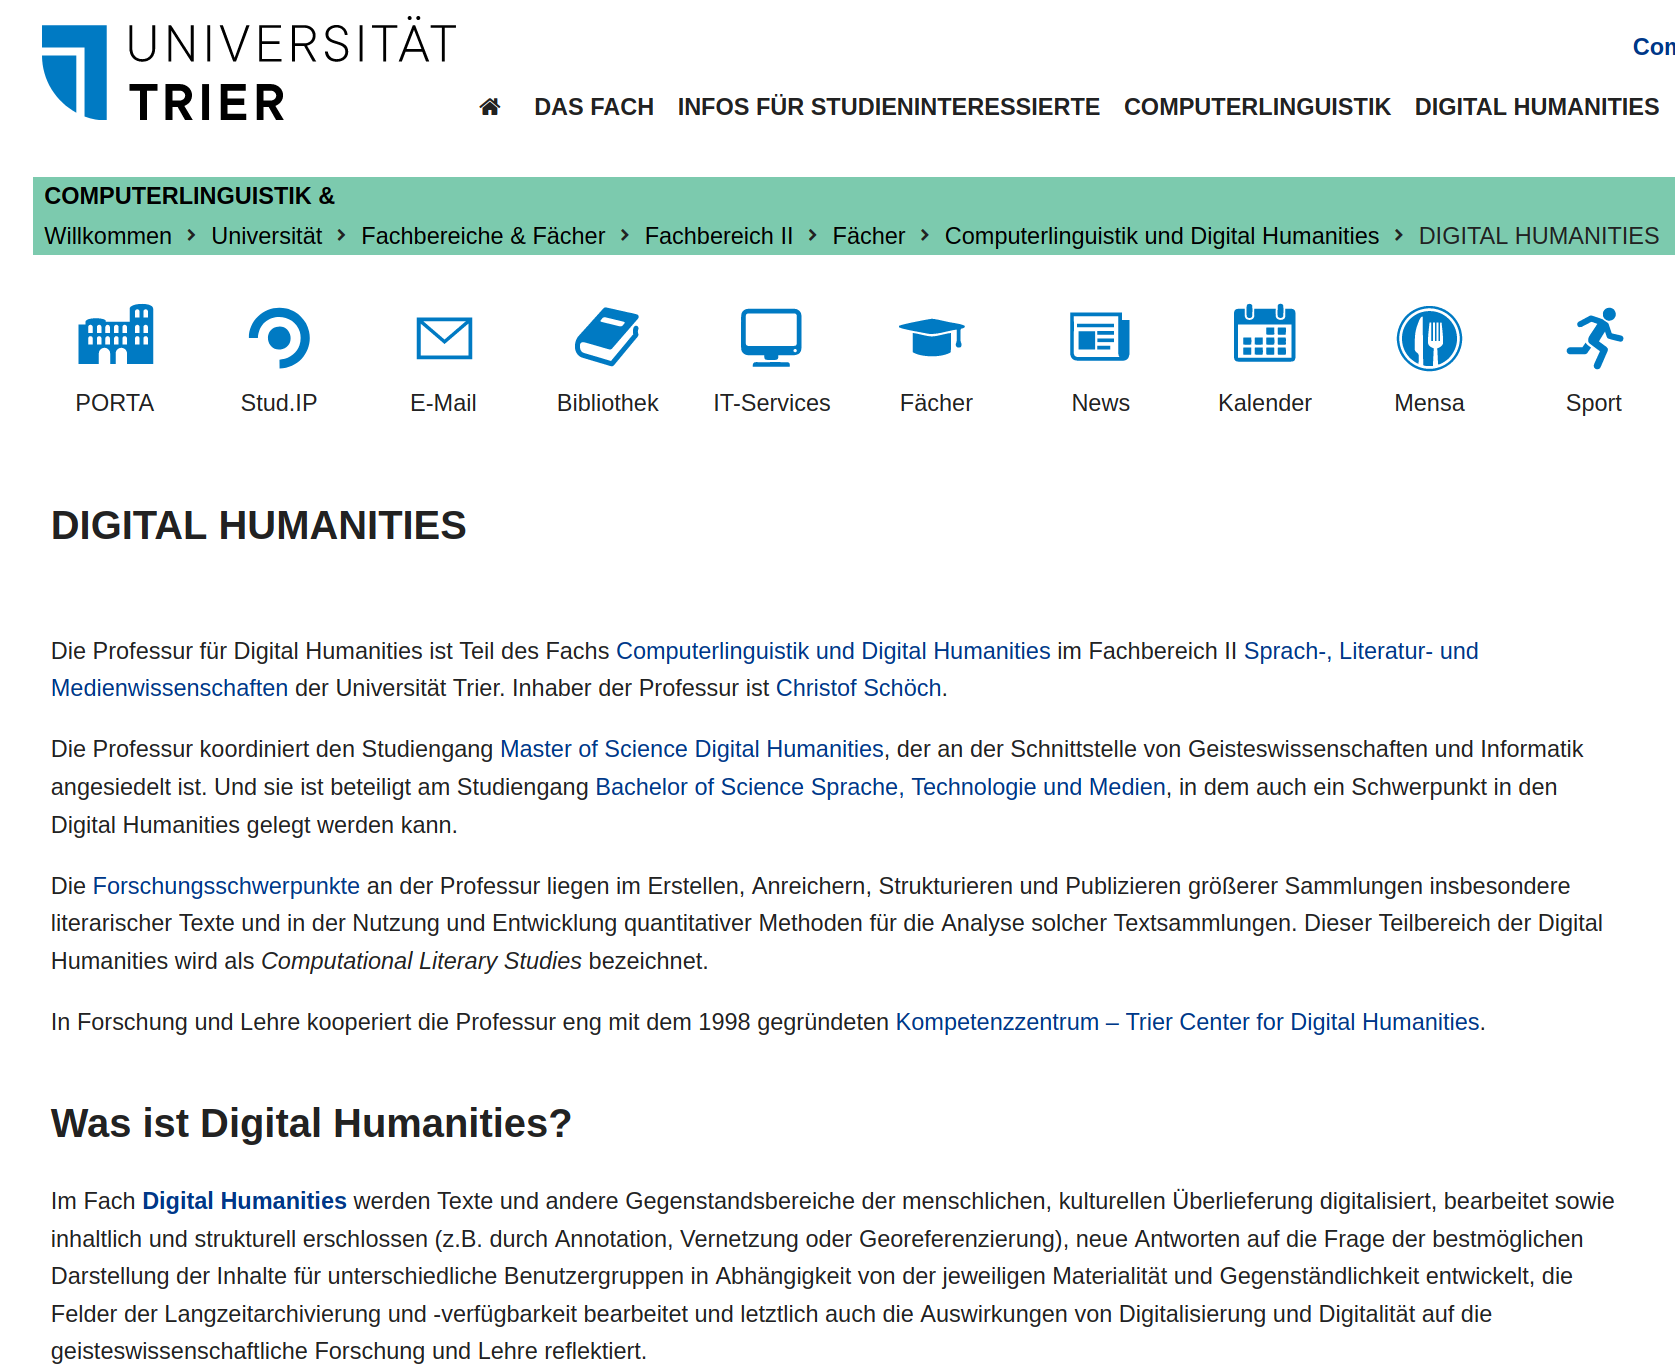 UNIVERSITÄT
TRIER
DAS FACH INFOS FÜR STUDIENINTERESSIERTE COMPUTERLINGUISTIK DIGITAL HUMANITIES
COMPUTERLINGUISTIK &
Willkommen › Universität › Fachbereiche & Fächer › Fachbereich II › Fächer › Computerlinguistik und Digital Humanities › DIGITAL HUMANITIES
PORTA Stud.IP E-Mail Bibliothek IT-Services Fächer News Kalender Mensa Sport
DIGITAL HUMANITIES
Die Professur für Digital Humanities ist Teil des Fachs Computerlinguistik und Digital Humanities im Fachbereich II Sprach-, Literatur- und
Medienwissenschaften der Universität Trier. Inhaber der Professur ist Christof Schöch.
Die Professur koordiniert den Studiengang Master of Science Digital Humanities, der an der Schnittstelle von Geisteswissenschaften und Informatik
angesiedelt ist. Und sie ist beteiligt am Studiengang Bachelor of Science Sprache, Technologie und Medien, in dem auch ein Schwerpunkt in den
Digital Humanities gelegt werden kann.
Die Forschungsschwerpunkte an der Professur liegen im Erstellen, Anreichern, Strukturieren und Publizieren größerer Sammlungen insbesondere
literarischer Texte und in der Nutzung und Entwicklung quantitativer Methoden für die Analyse solcher Textsammlungen. Dieser Teilbereich der Digital
Humanities wird als Computational Literary Studies bezeichnet.
In Forschung und Lehre kooperiert die Professur eng mit dem 1998 gegründeten Kompetenzzentrum – Trier Center for Digital Humanities.
Was ist Digital Humanities?
Im Fach Digital Humanities werden Texte und andere Gegenstandsbereiche der menschlichen, kulturellen Überlieferung digitalisiert, bearbeitet sowie
inhaltlich und strukturell erschlossen (z.B. durch Annotation, Vernetzung oder Georeferenzierung), neue Antworten auf die Frage der bestmöglichen
Darstellung der Inhalte für unterschiedliche Benutzergruppen in Abhängigkeit von der jeweiligen Materialität und Gegenständlichkeit entwickelt, die
Felder der Langzeitarchivierung und -verfügbarkeit bearbeitet und letztlich auch die Auswirkungen von Digitalisierung und Digitalität auf die
geisteswissenschaftliche Forschung und Lehre reflektiert.